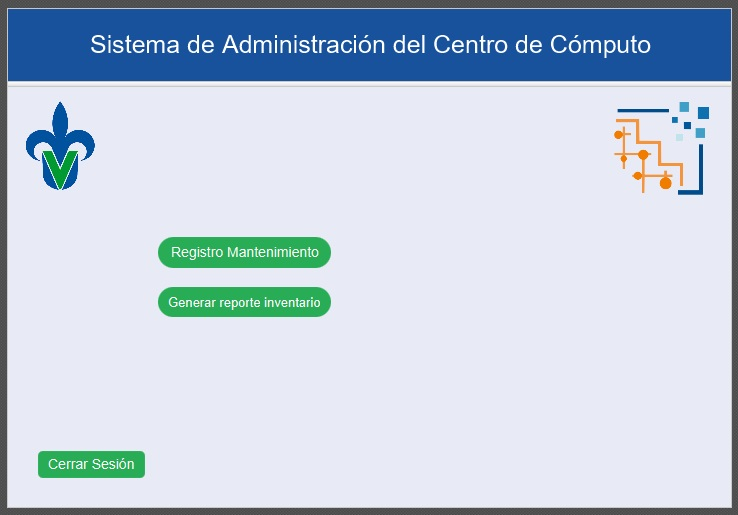 Sistema de Administración del Centro de Cómputo
Registro Mantenimiento
Generar reporte inventario
Cerrar Sesión